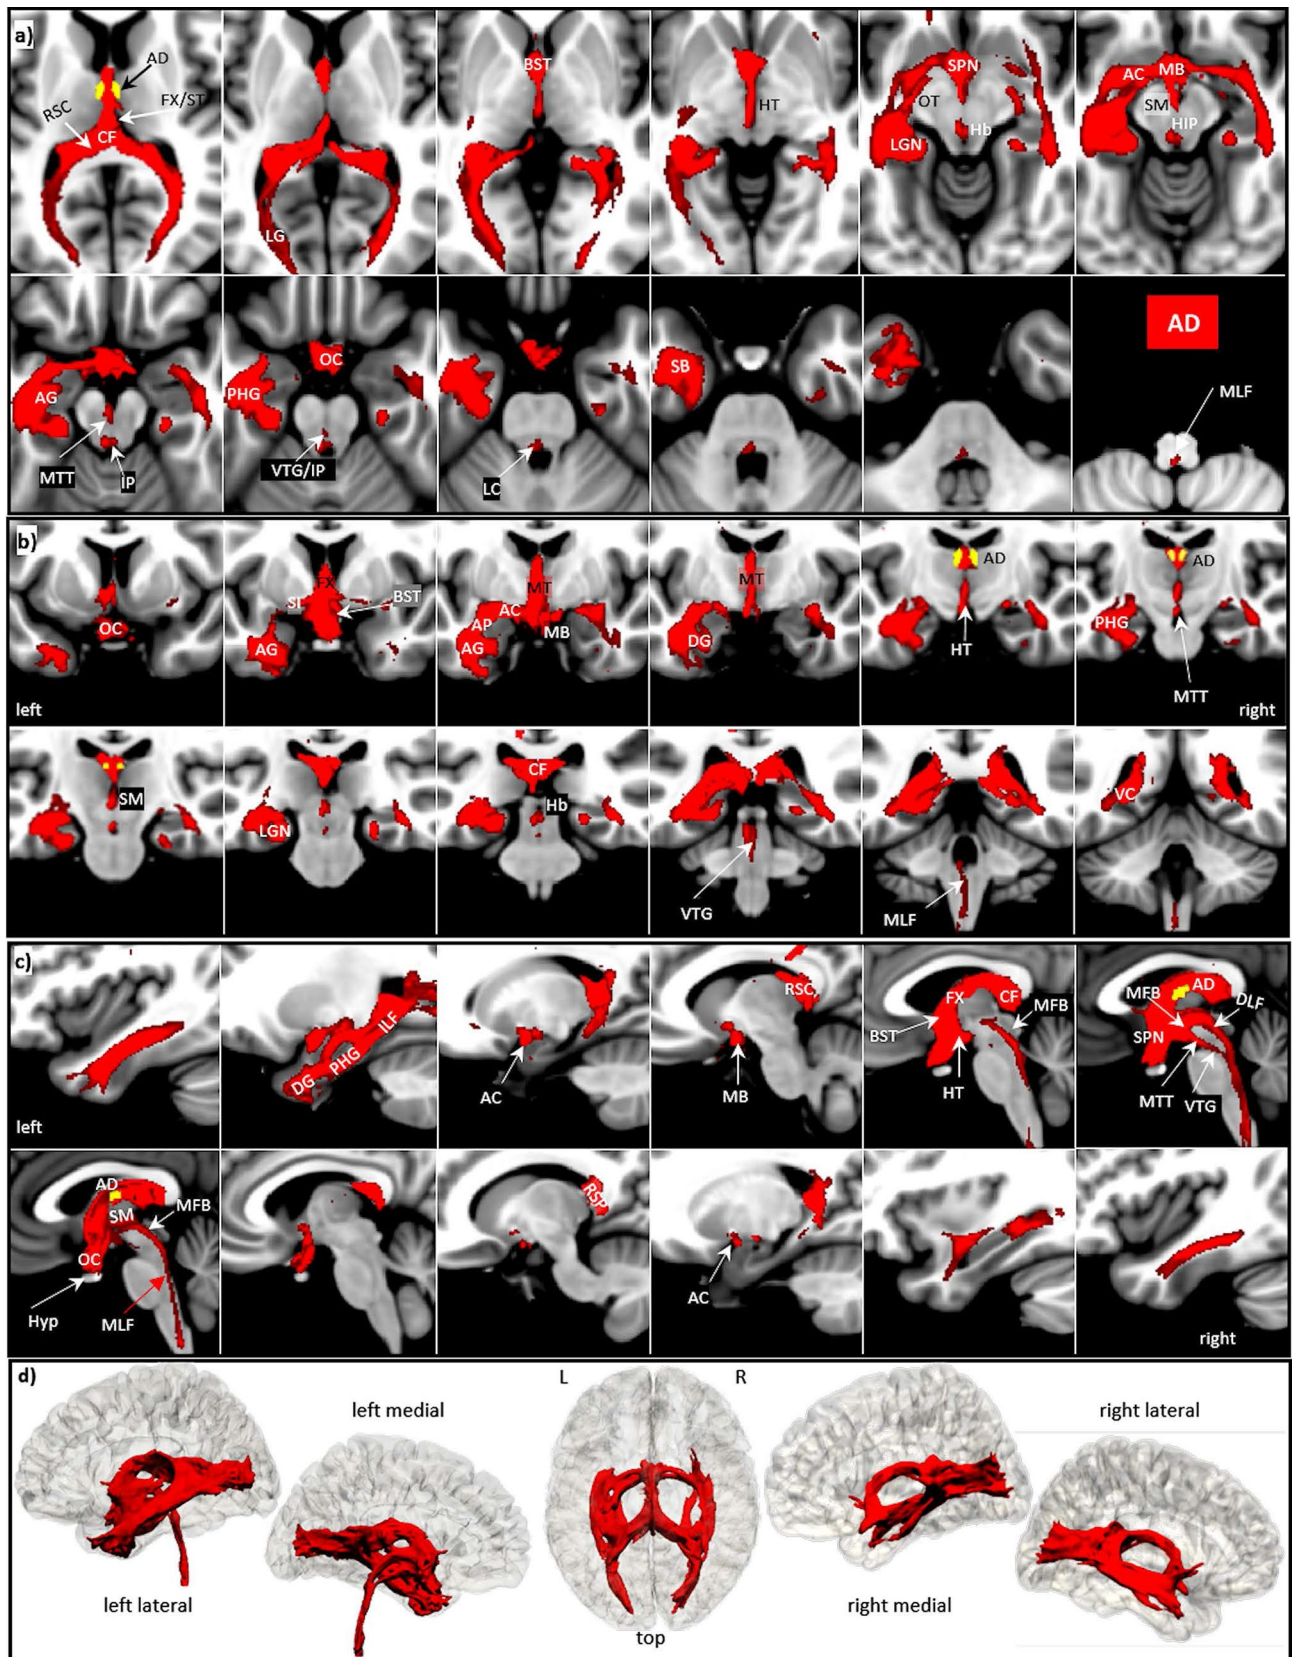 a)
AD
FX/ST
RSC
CF
LG
BST
HT
SPN
OT
Hb
LGN
AC
MB
SM
HIP
AG
MTT
IP
OC
PHG
VTG/IP
LC
SB
AD
MLF
b)
OC
left
FX
SI
BST
AG
MT
AC
AP
MB
AG
MT
DG
AD
HT
AD
PHG
MTT
right
SM
LGN
CF
Hb
VTG
MLF
VC
c)
left
ILF
PHG
DG
AC
RSC
MB
FX
CF
MFB
BST
HT
AD
MFB
DLF
SPN
MTT
VTG
AD
SM
MFB
OC
Hyp
MLF
RSP
AC
right
d)
L
R
left medial
right lateral
left lateral
right medial
top